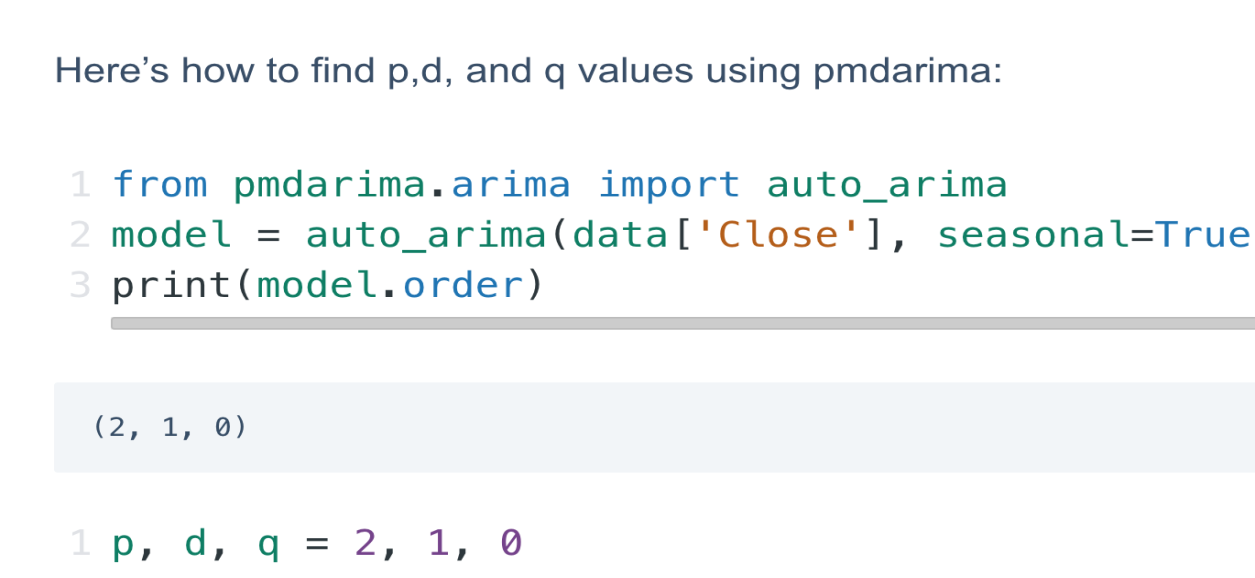 Here’s how to find p,d, and q values using pmdarima:
1 from pmdarima.arima import auto_arima
2 model = auto_arima(data['Close'], seasonal=True
3 print(model.order)
(2, 1, 0)
1 p, d, q = 2, 1, 0